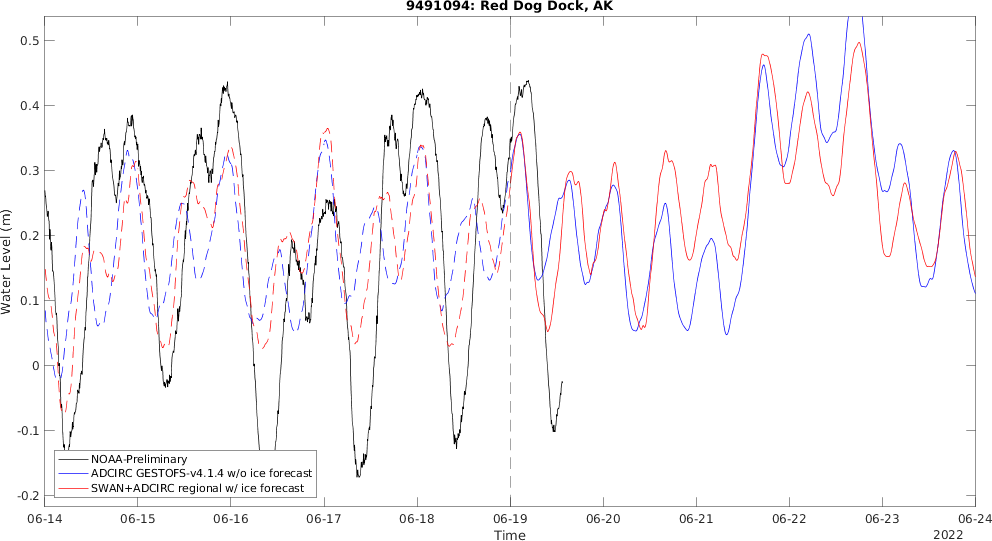 9491094: Red Dog Dock, AK
0.5
0.4
0.3
0.2
0.1
0
-0.1
-0.2
Water Level (m)
NOAA-Preliminary
ADCIRC GESTOFS-v4.1.4 w/o ice forecast
SWAN+ADCIRC regional w/ ice forecast
06-14 06-15 06-16 06-17 06-18 06-19 06-20 06-21 06-22 06-23 06-24
Time
2022